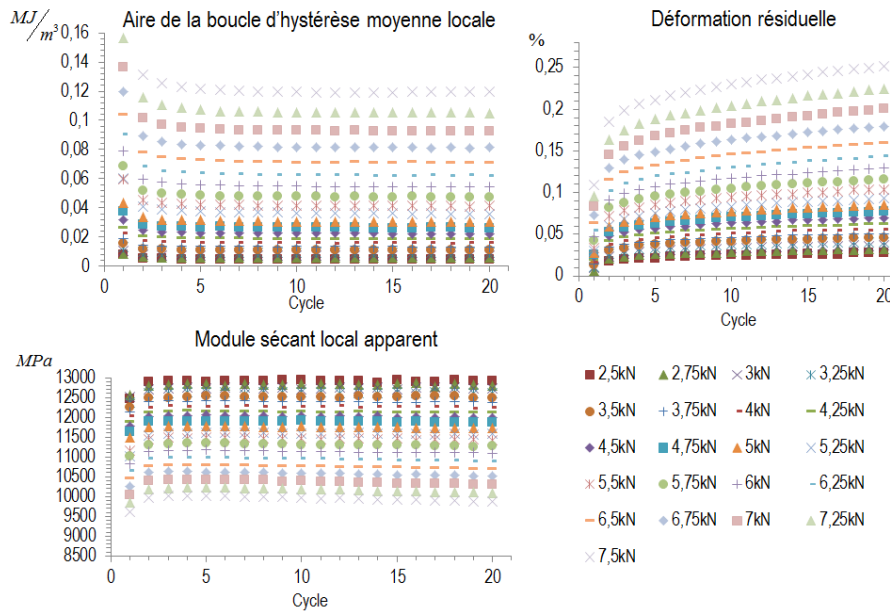 MJ/m³
Aire de la boucle d'hystérèse moyenne locale
0,16
0,14
0,12
0,1
0,08
0,06
0,04
0,02
0
0 5 10 15 20
Cycle
Déformation résiduelle
%
0,25
0,2
0,15
0,1
0,05
0
0 5 10 15 20
Cycle
Module sécant local apparent
MPa
13000
12500
12000
11500
11000
10500
10000
9500
9000
8500
0 5 10 15 20
Cycle
2,5kN 2,75kN 3kN 3,25kN
3,5kN 3,75kN 4kN 4,25kN
4,5kN 4,75kN 5kN 5,25kN
5,5kN 5,75kN 6kN 6,25kN
6,5kN 6,75kN 7kN 7,25kN
7,5kN